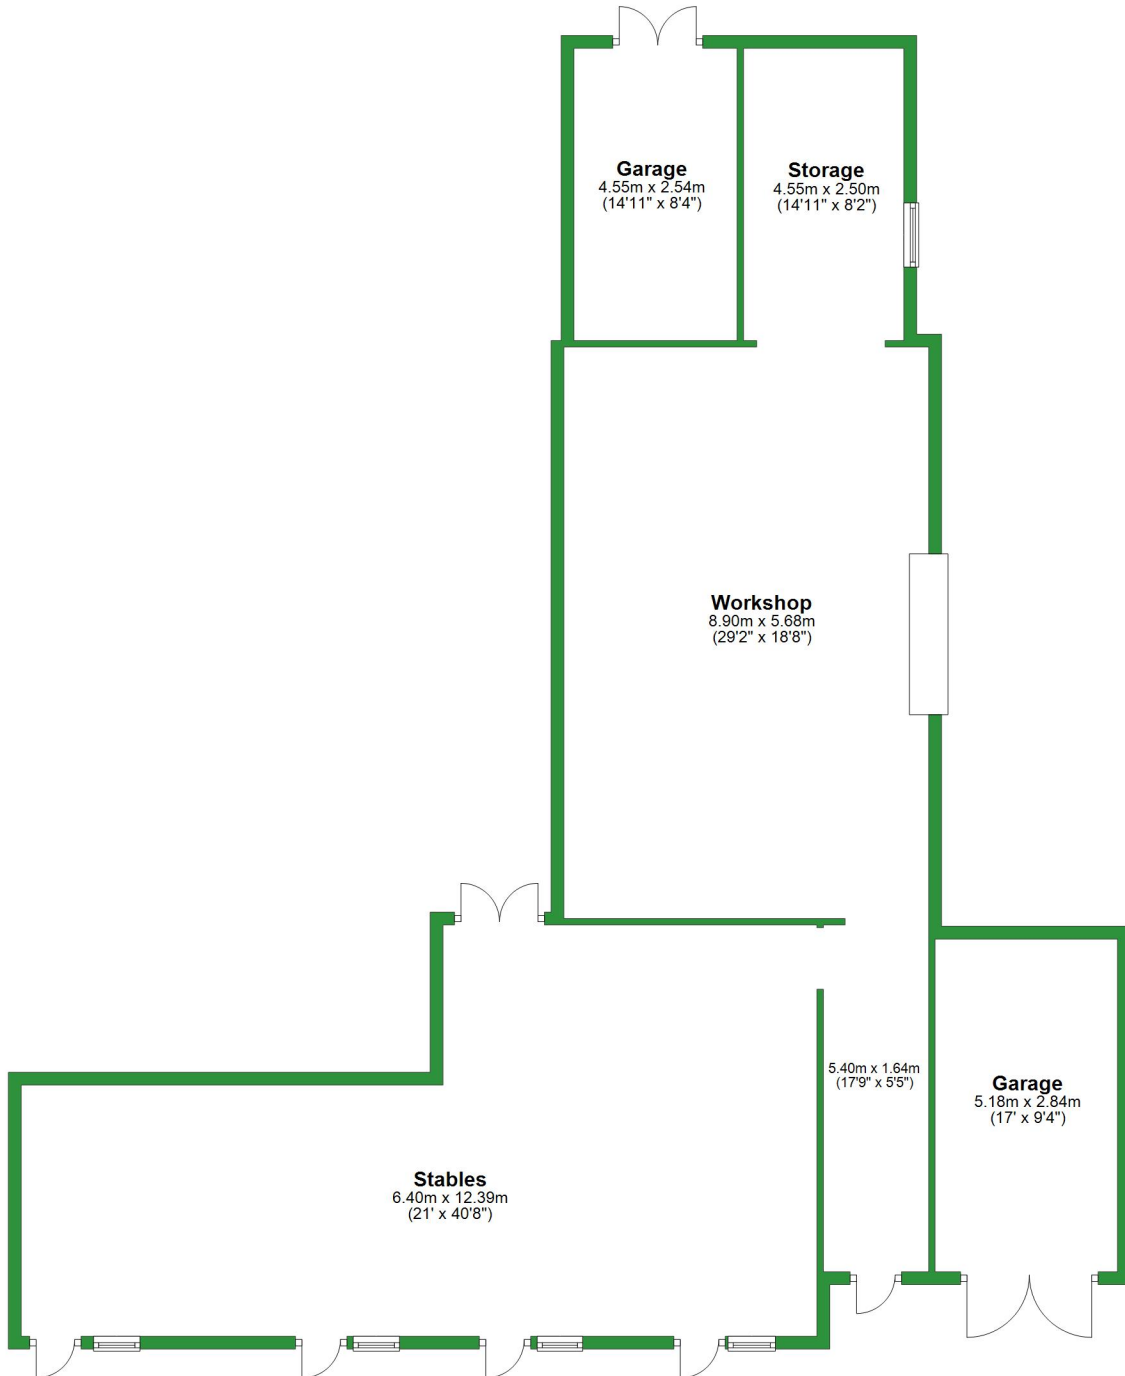 Garage
4.55m x 2.54m
(14'11" x 8'4")
Storage
4.55m x 2.50m
(14'11" x 8'2")
Workshop
8.90m x 5.68m
(29'2" x 18'8")
5.40m x 1.64m
(17'9" x 5'5")
Garage
5.18m x 2.84m
(17' x 9'4")
Stables
6.40m x 12.39m
(21' x 40'8")